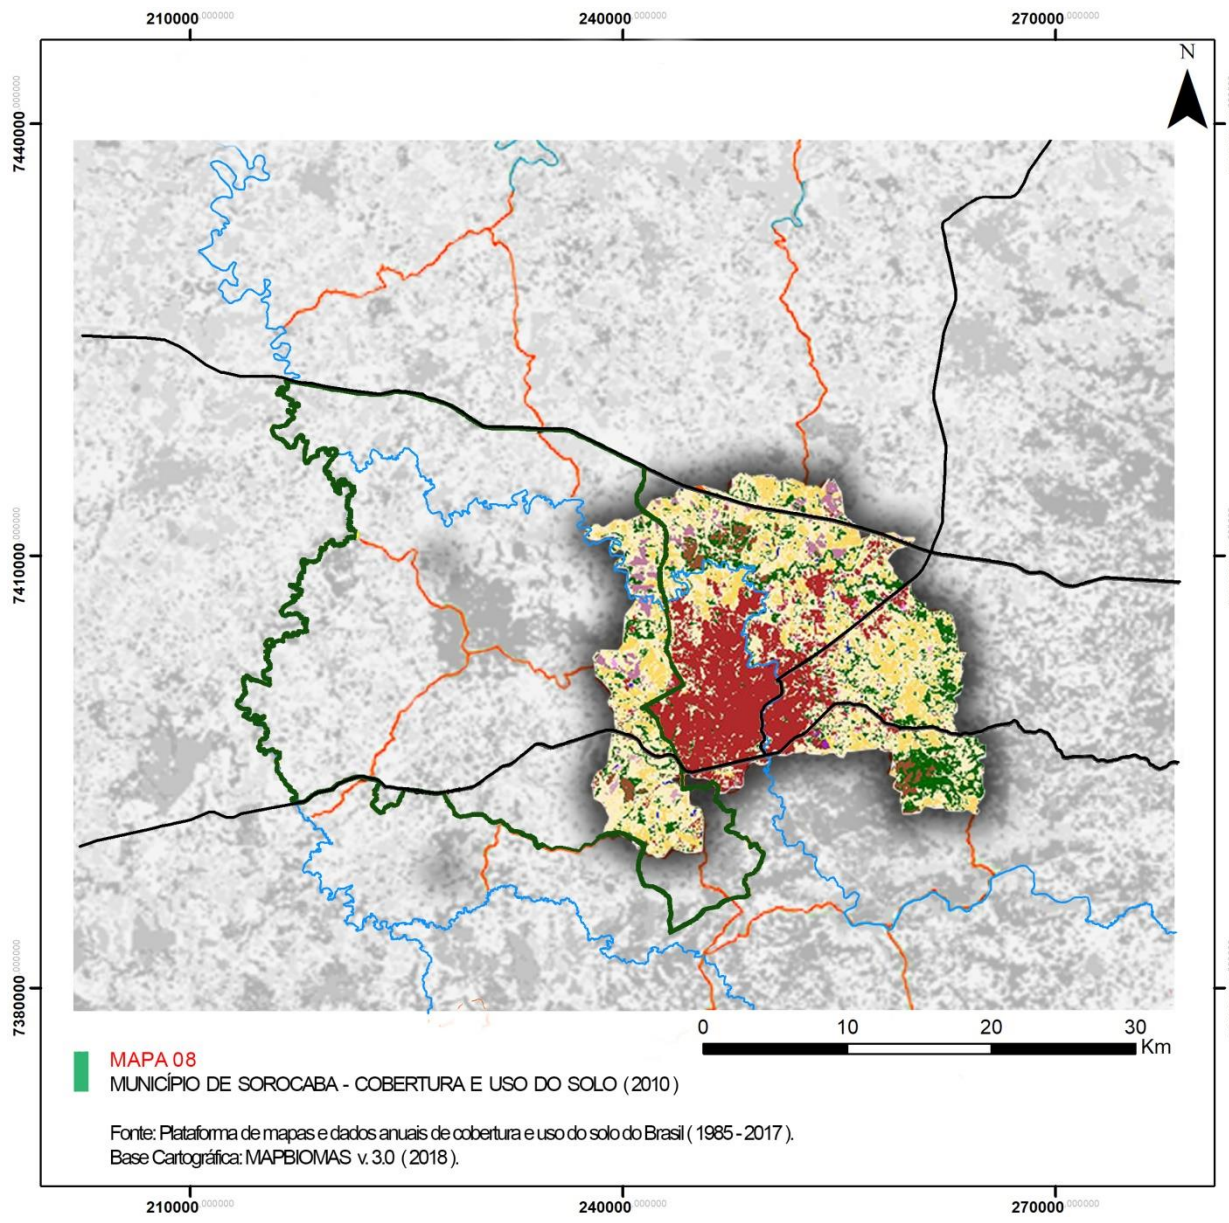 210000,000000 240000,000000 270000,000000
N
7440000,000000
7410000,000000
7380000,000000
0 10 20 30
Km
MAPA 08
MUNICÍPIO DE SOROCABA - COBERTURA E USO DO SOLO ( 2010 )
Fonte: Plataforma de mapas e dados anuais de cobertura e uso do solo do Brasil ( 1985 - 2017 ).
Base Cartográfica: MAPBIOMAS v. 3.0 ( 2018 ).
210000,000000 240000,000000 270000,000000